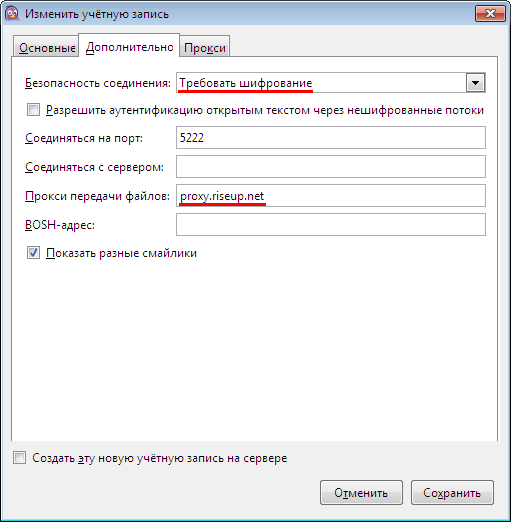 Изменить учётную запись
Основные Дополнительно Прокси
Безопасность соединения: Требовать шифрование
Разрешить аутентификацию открытым текстом через нешифрованные потоки
Соединяться на порт: 5222
Соединяться с сервером:
Прокси передачи файлов: proxy.riseup.net
BOSH-адрес:
Показать разные смайлики
Создать эту новую учётную запись на сервере
Отменить Сохранить